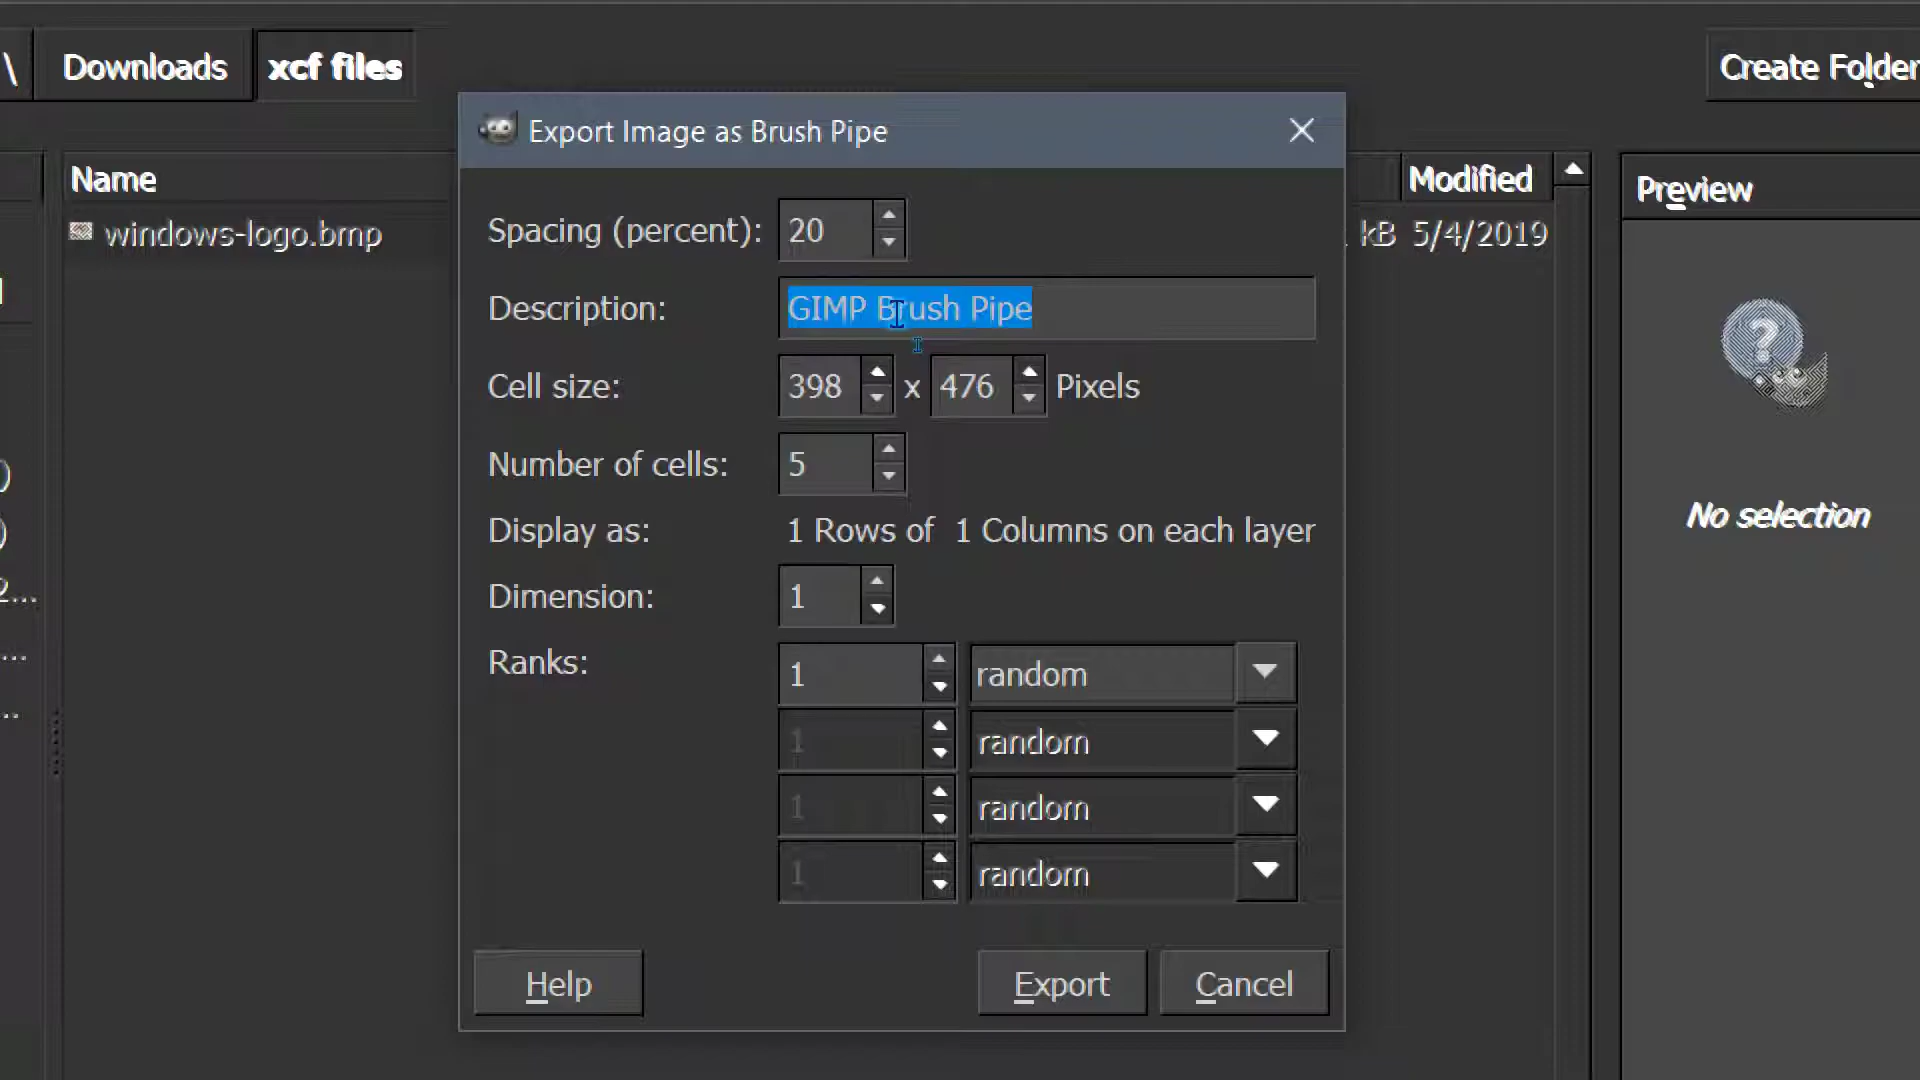 \ Downloads xcf files Create Folder
Export Image as Brush Pipe
Name Modified Preview
windows-logo.bmp kB 5/4/2019
Spacing (percent): 20
Description: GIMP Brush Pipe
Cell size: 398 x 476 Pixels
Number of cells: 5
Display as: 1 Rows of 1 Columns on each layer
No selection
Dimension: 1
Ranks: 1 random
1 random
1 random
1 random
Help Export Cancel